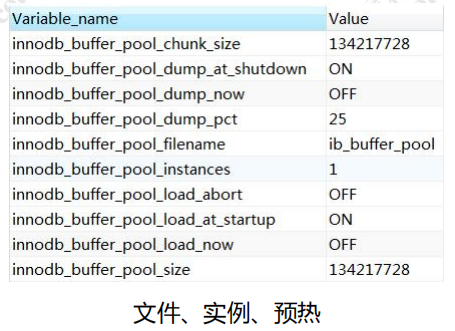 Variable_name Value
innodb_buffer_pool_chunk_size 134217728
innodb_buffer_pool_dump_at_shutdown ON
innodb_buffer_pool_dump_now OFF
innodb_buffer_pool_dump_pct 25
innodb_buffer_pool_filename ib_buffer_pool
innodb_buffer_pool_instances 1
innodb_buffer_pool_load_abort OFF
innodb_buffer_pool_load_at_startup ON
innodb_buffer_pool_load_now OFF
innodb_buffer_pool_size 134217728
文件、实例、预热